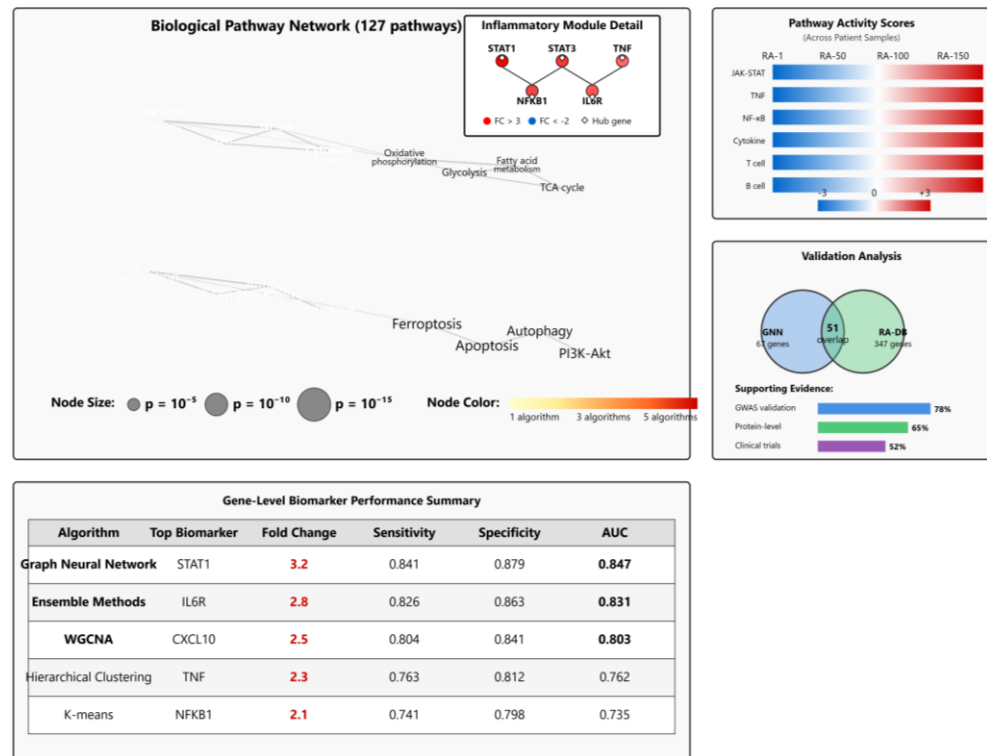 Biological Pathway Network (127 pathways)
Inflammatory Module Detail
STAT1 STAT3 TNF
NFKB1 IL6R
FC > 3 FC < -2 Hub gene
Oxidative
phosphorylation
Fatty acid
metabolism
Glycolysis
TCA cycle
Ferroptosis
Autophagy
Apoptosis
PI3K-Akt
Node Size: p = 10⁻⁵ p = 10⁻¹⁰ p = 10⁻¹⁵ Node Color:
1 algorithm 3 algorithms 5 algorithms
Pathway Activity Scores
(Across Patient Samples)
RA-1 RA-50 RA-100 RA-150
JAK-STAT
TNF
NF-κB
Cytokine
T cell
B cell
-3 0 +3
Validation Analysis
GNN 51 RA-DB
67 genes overlap 347 genes
Supporting Evidence:
GWAS validation 78%
Protein-level 65%
Clinical trials 52%
Gene-Level Biomarker Performance Summary
Algorithm Top Biomarker Fold Change Sensitivity Specificity AUC
Graph Neural Network STAT1 3.2 0.841 0.879 0.847
Ensemble Methods IL6R 2.8 0.826 0.863 0.831
WGCNA CXCL10 2.5 0.804 0.841 0.803
Hierarchical Clustering TNF 2.3 0.763 0.812 0.762
K-means NFKB1 2.1 0.741 0.798 0.735